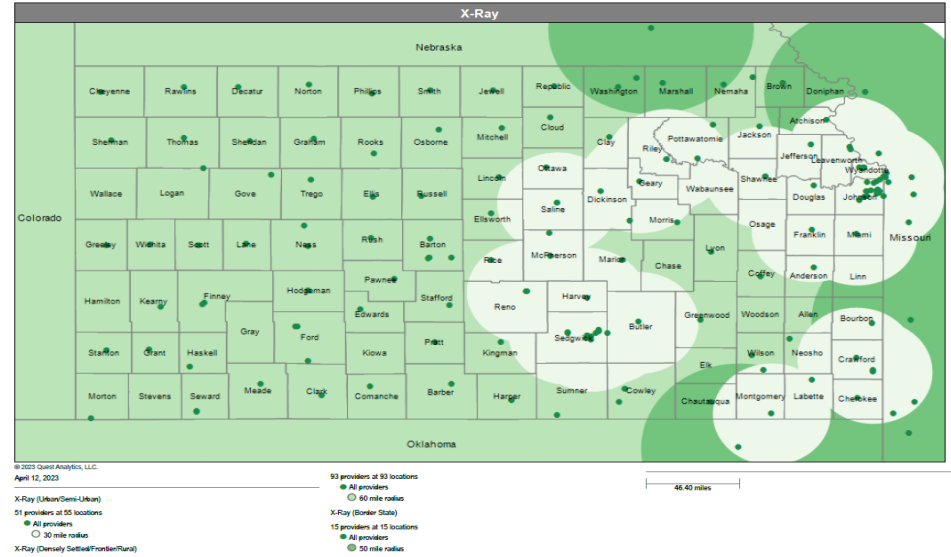 X-Ray
Nebraska
Cheyenne Rawlins Decatur Norton Phillips Smith Jewell Republic Washington Marshall Nemaha Brown Doniphan
Atchison
Cloud
Sherman Thomas Sheridan Graham Rooks Osborne Mitchell Clay Riley Pottawatomie Jackson Jefferson Leavenworth
Lincoln Ottawa Wyandotte
Wallace Logan Gove Trego Ellis Russell Geary Wabaunsee Shawnee
Saline Dickinson Douglas Johnson
Colorado Ellsworth Morris Osage
Greeley Wichita Scott Lane Ness Rush Barton Lyon Franklin Miami Missouri
Rice McPherson Marion Chase
Pawnee Coffey Anderson Linn
Hamilton Kearny Finney Hodgeman Stafford Reno Harvey
Edwards
Gray Ford Sedgwick Butler Greenwood Woodson Allen Bourbon
Stanton Grant Haskell Kiowa Pratt Kingman Wilson Neosho Crawford
Elk
Morton Stevens Seward Meade Clark Comanche Barber Harper Sumner Cowley Chautauqua Montgomery Labette Cherokee
Oklahoma
© 2023 Quest Analytics, LLC.
April 12, 2023
X-Ray (Urban/Semi-Urban)
51 providers at 55 locations
All providers
30 mile radius
X-Ray (Densely Settled/Frontier/Rural)
93 providers at 93 locations
All providers
60 mile radius
X-Ray (Border State)
15 providers at 15 locations
All providers
50 mile radius
46.40 miles